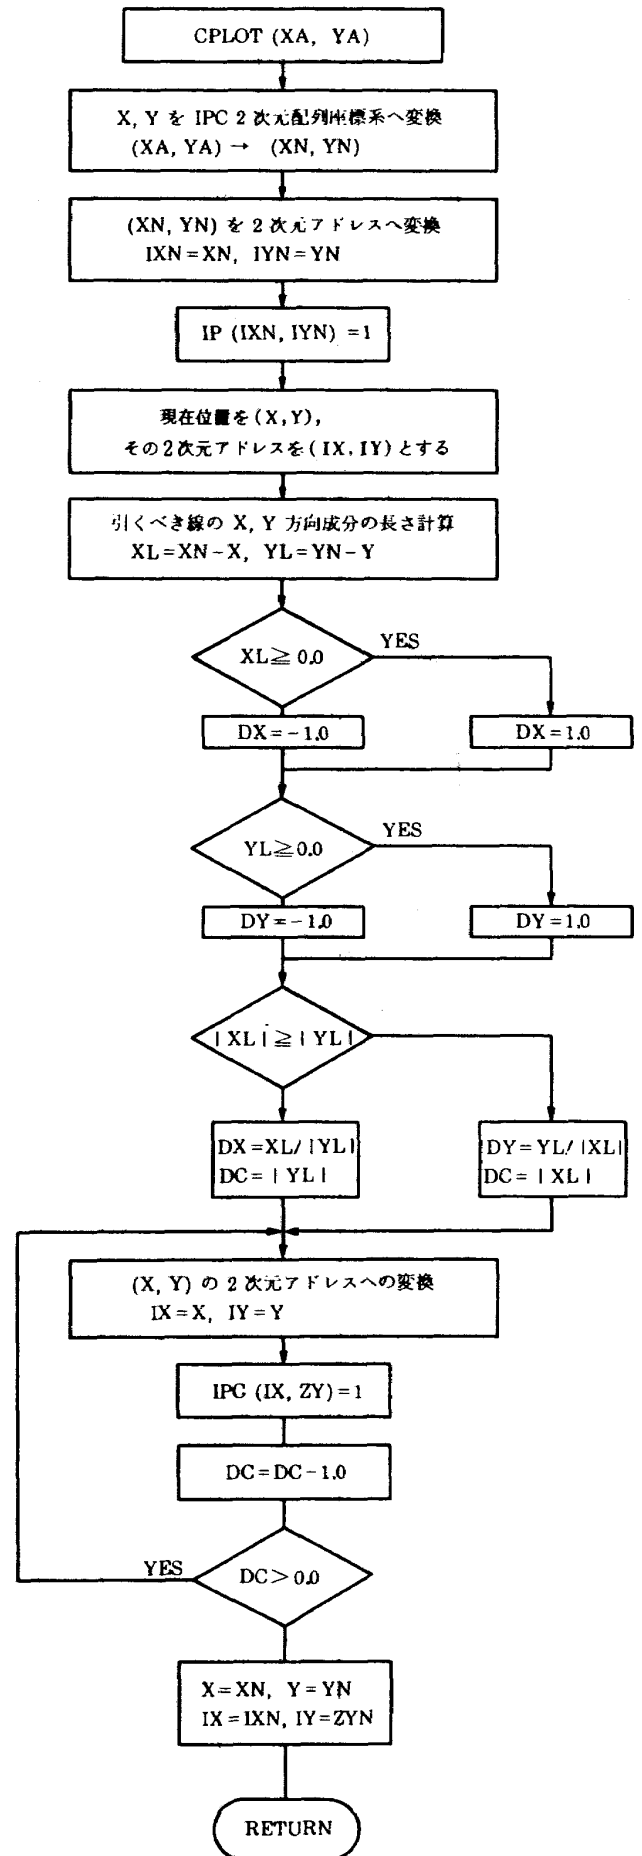 CPLOT (XA, YA)
X, Y を IPC 2 次元配列座標系へ変換
(XA, YA) → (XN, YN)
(XN, YN) を 2 次元アドレスへ変換
IXN=XN, IYN=YN
IP (IXN, IYN) =1
現在位置を(X,Y),
その2次元アドレスを(IX,IY)とする
引くべき線の X, Y 方向成分の長さ計算
XL=XN-X, YL=YN-Y
XL≧0.0
YES
DX=-1.0
DX=1.0
YL≧0.0
YES
DY=-1.0
DY=1.0
|XL|≧|YL|
DX=XL/|YL|
DC=|YL|
DY=YL/|XL|
DC=|XL|
(X, Y) の 2 次元アドレスへの変換
IX=X, IY=Y
IPC (IX, ZY)=1
DC=DC-1.0
YES
DC>0.0
X=XN, Y=YN
IX=IXN, IY=ZYN
RETURN